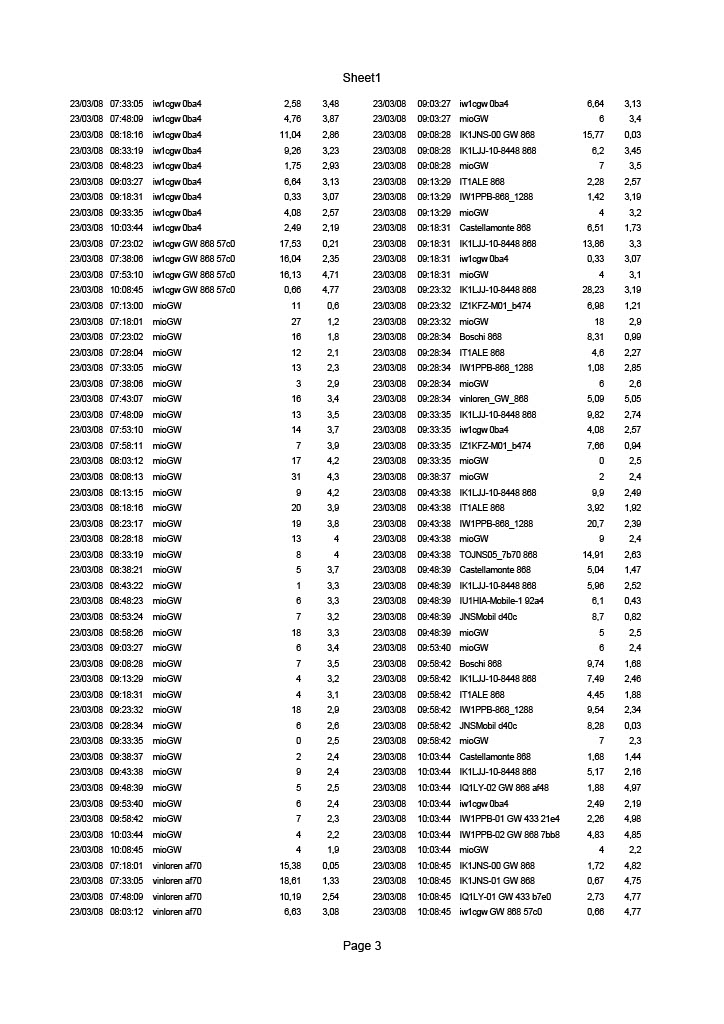 Sheet1
23/03/08 07:33:05 iw1cgw 0ba4 2,58 3,48 23/03/08 09:03:27 iw1cgw 0ba4 6,64 3,13
23/03/08 07:48:09 iw1cgw 0ba4 4,76 3,87 23/03/08 09:03:27 mioGW 6 3,4
23/03/08 08:18:16 iw1cgw 0ba4 11,04 2,86 23/03/08 09:08:28 IK1JNS-00 GW 868 15,77 0,03
23/03/08 08:33:19 iw1cgw 0ba4 9,26 3,23 23/03/08 09:08:28 IK1LJJ-10-8448 868 6,2 3,45
23/03/08 08:48:23 iw1cgw 0ba4 1,75 2,93 23/03/08 09:08:28 mioGW 7 3,5
23/03/08 09:03:27 iw1cgw 0ba4 6,64 3,13 23/03/08 09:13:29 IT1ALE 868 2,28 2,57
23/03/08 09:18:31 iw1cgw 0ba4 0,33 3,07 23/03/08 09:13:29 IW1PPB-868_1288 1,42 3,19
23/03/08 09:33:35 iw1cgw 0ba4 4,08 2,57 23/03/08 09:13:29 mioGW 4 3,2
23/03/08 10:03:44 iw1cgw 0ba4 2,49 2,19 23/03/08 09:18:31 Castellamonte 868 6,51 1,73
23/03/08 07:23:02 iw1cgw GW 868 57c0 17,53 0,21 23/03/08 09:18:31 IK1LJJ-10-8448 868 13,86 3,3
23/03/08 07:38:06 iw1cgw GW 868 57c0 16,04 2,35 23/03/08 09:18:31 iw1cgw 0ba4 0,33 3,07
23/03/08 07:53:10 iw1cgw GW 868 57c0 16,13 4,71 23/03/08 09:18:31 mioGW 4 3,1
23/03/08 10:08:45 iw1cgw GW 868 57c0 0,66 4,77 23/03/08 09:23:32 IK1LJJ-10-8448 868 28,23 3,19
23/03/08 07:13:00 mioGW 11 0,6 23/03/08 09:23:32 IZ1KFZ-M01_b474 6,98 1,21
23/03/08 07:18:01 mioGW 27 1,2 23/03/08 09:23:32 mioGW 18 2,9
23/03/08 07:23:02 mioGW 16 1,8 23/03/08 09:28:34 Boschi 868 8,31 0,99
23/03/08 07:28:04 mioGW 12 2,1 23/03/08 09:28:34 IT1ALE 868 4,6 2,27
23/03/08 07:33:05 mioGW 13 2,3 23/03/08 09:28:34 IW1PPB-868_1288 1,08 2,85
23/03/08 07:38:06 mioGW 3 2,9 23/03/08 09:28:34 mioGW 6 2,6
23/03/08 07:43:07 mioGW 16 3,4 23/03/08 09:28:34 vinloren_GW_868 5,09 5,05
23/03/08 07:48:09 mioGW 13 3,5 23/03/08 09:33:35 IK1LJJ-10-8448 868 9,82 2,74
23/03/08 07:53:10 mioGW 14 3,7 23/03/08 09:33:35 iw1cgw 0ba4 4,08 2,57
23/03/08 07:58:11 mioGW 7 3,9 23/03/08 09:33:35 IZ1KFZ-M01_b474 7,66 0,94
23/03/08 08:03:12 mioGW 17 4,2 23/03/08 09:33:35 mioGW 0 2,5
23/03/08 08:08:13 mioGW 31 4,3 23/03/08 09:38:37 mioGW 2 2,4
23/03/08 08:13:15 mioGW 9 4,2 23/03/08 09:43:38 IK1LJJ-10-8448 868 9,9 2,49
23/03/08 08:18:16 mioGW 20 3,9 23/03/08 09:43:38 IT1ALE 868 3,92 1,92
23/03/08 08:23:17 mioGW 19 3,8 23/03/08 09:43:38 IW1PPB-868_1288 20,7 2,39
23/03/08 08:28:18 mioGW 13 4 23/03/08 09:43:38 mioGW 9 2,4
23/03/08 08:33:19 mioGW 8 4 23/03/08 09:43:38 TOJNS05_7b70 868 14,91 2,63
23/03/08 08:38:21 mioGW 5 3,7 23/03/08 09:48:39 Castellamonte 868 5,04 1,47
23/03/08 08:43:22 mioGW 1 3,3 23/03/08 09:48:39 IK1LJJ-10-8448 868 5,96 2,52
23/03/08 08:48:23 mioGW 6 3,3 23/03/08 09:48:39 IU1HIA-Mobile-1 92a4 6,1 0,43
23/03/08 08:53:24 mioGW 7 3,2 23/03/08 09:48:39 JNSMobil d40c 8,7 0,82
23/03/08 08:58:26 mioGW 18 3,3 23/03/08 09:48:39 mioGW 5 2,5
23/03/08 09:03:27 mioGW 6 3,4 23/03/08 09:53:40 mioGW 6 2,4
23/03/08 09:08:28 mioGW 7 3,5 23/03/08 09:58:42 Boschi 868 9,74 1,68
23/03/08 09:13:29 mioGW 4 3,2 23/03/08 09:58:42 IK1LJJ-10-8448 868 7,49 2,46
23/03/08 09:18:31 mioGW 4 3,1 23/03/08 09:58:42 IT1ALE 868 4,45 1,88
23/03/08 09:23:32 mioGW 18 2,9 23/03/08 09:58:42 IW1PPB-868_1288 9,54 2,34
23/03/08 09:28:34 mioGW 6 2,6 23/03/08 09:58:42 JNSMobil d40c 8,28 0,03
23/03/08 09:33:35 mioGW 0 2,5 23/03/08 09:58:42 mioGW 7 2,3
23/03/08 09:38:37 mioGW 2 2,4 23/03/08 10:03:44 Castellamonte 868 1,68 1,44
23/03/08 09:43:38 mioGW 9 2,4 23/03/08 10:03:44 IK1LJJ-10-8448 868 5,17 2,16
23/03/08 09:48:39 mioGW 5 2,5 23/03/08 10:03:44 IQ1LY-02 GW 868 af48 1,88 4,97
23/03/08 09:53:40 mioGW 6 2,4 23/03/08 10:03:44 iw1cgw 0ba4 2,49 2,19
23/03/08 09:58:42 mioGW 7 2,3 23/03/08 10:03:44 IW1PPB-01 GW 433 21e4 2,26 4,98
23/03/08 10:03:44 mioGW 4 2,2 23/03/08 10:03:44 IW1PPB-02 GW 868 7bb8 4,83 4,85
23/03/08 10:08:45 mioGW 4 1,9 23/03/08 10:03:44 mioGW 4 2,2
23/03/08 07:18:01 vinloren af70 15,38 0,05 23/03/08 10:08:45 IK1JNS-00 GW 868 1,72 4,82
23/03/08 07:33:05 vinloren af70 18,61 1,33 23/03/08 10:08:45 IK1JNS-01 GW 868 0,67 4,75
23/03/08 07:48:09 vinloren af70 10,19 2,54 23/03/08 10:08:45 IQ1LY-01 GW 433 b7e0 2,73 4,77
23/03/08 08:03:12 vinloren af70 6,63 3,08 23/03/08 10:08:45 iw1cgw GW 868 57c0 0,66 4,77
Page 3